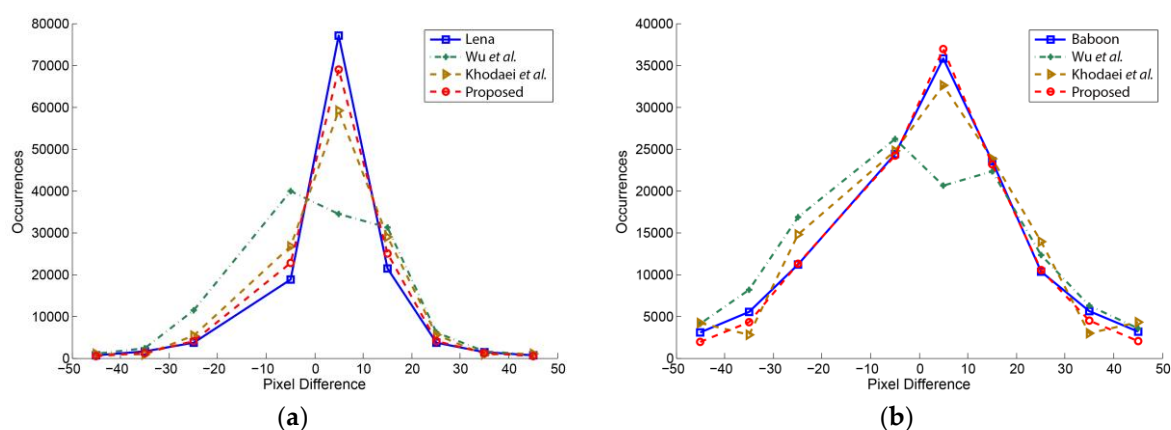 80000
70000
60000
50000
40000
30000
20000
10000
0
Occurrences
−50 −40 −30 −20 −10 0 10 20 30 40 50
Pixel Difference
Lena
Wu et al.
Khodaei et al.
Proposed
(a)
40000
35000
30000
25000
20000
15000
10000
5000
0
Occurrences
−50 −40 −30 −20 −10 0 10 20 30 40 50
Pixel Difference
Baboon
Wu et al.
Khodaei et al.
Proposed
(b)